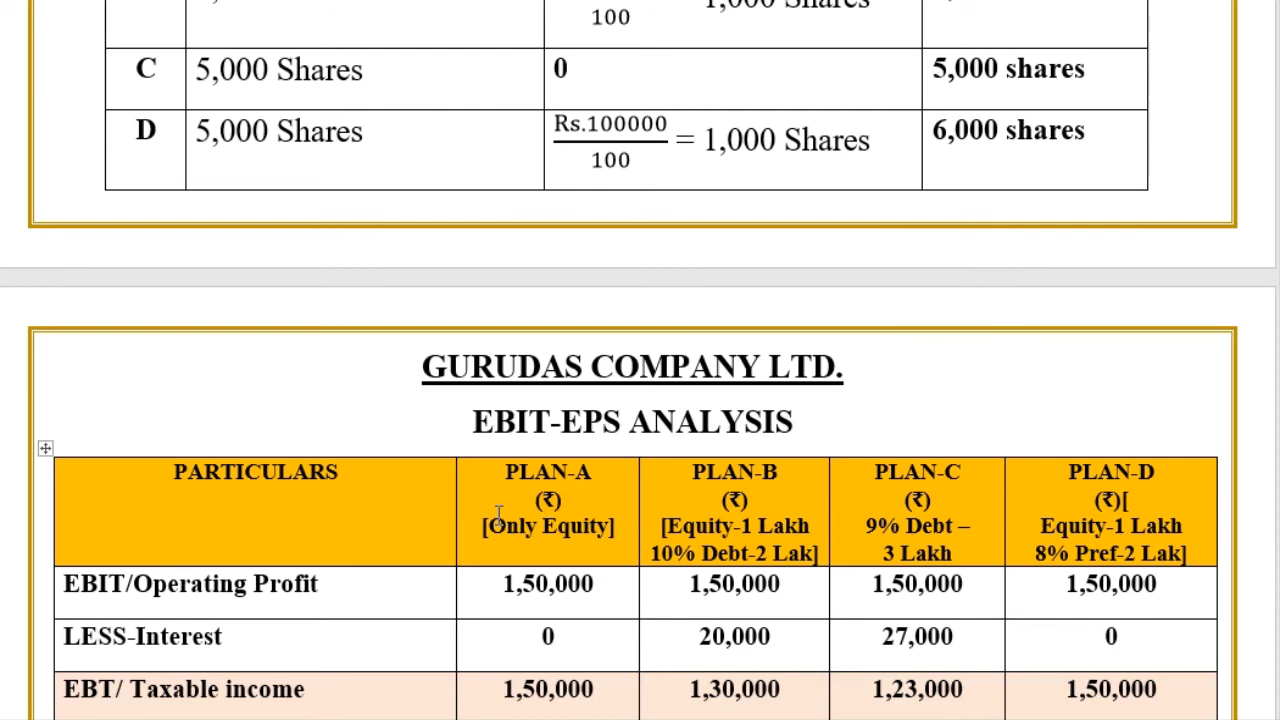 100
1,000 Shares
C 5,000 Shares 0 5,000 shares
D 5,000 Shares Rs.100000/100 = 1,000 Shares 6,000 shares
GURUDAS COMPANY LTD.
EBIT-EPS ANALYSIS
PARTICULARS PLAN-A PLAN-B PLAN-C PLAN-D
(₹) (₹) (₹) (₹)[
[Only Equity] [Equity-1 Lakh 9% Debt – Equity-1 Lakh
10% Debt-2 Lak] 3 Lakh 8% Pref-2 Lak]
EBIT/Operating Profit 1,50,000 1,50,000 1,50,000 1,50,000
LESS-Interest 0 20,000 27,000 0
EBT/ Taxable income 1,50,000 1,30,000 1,23,000 1,50,000